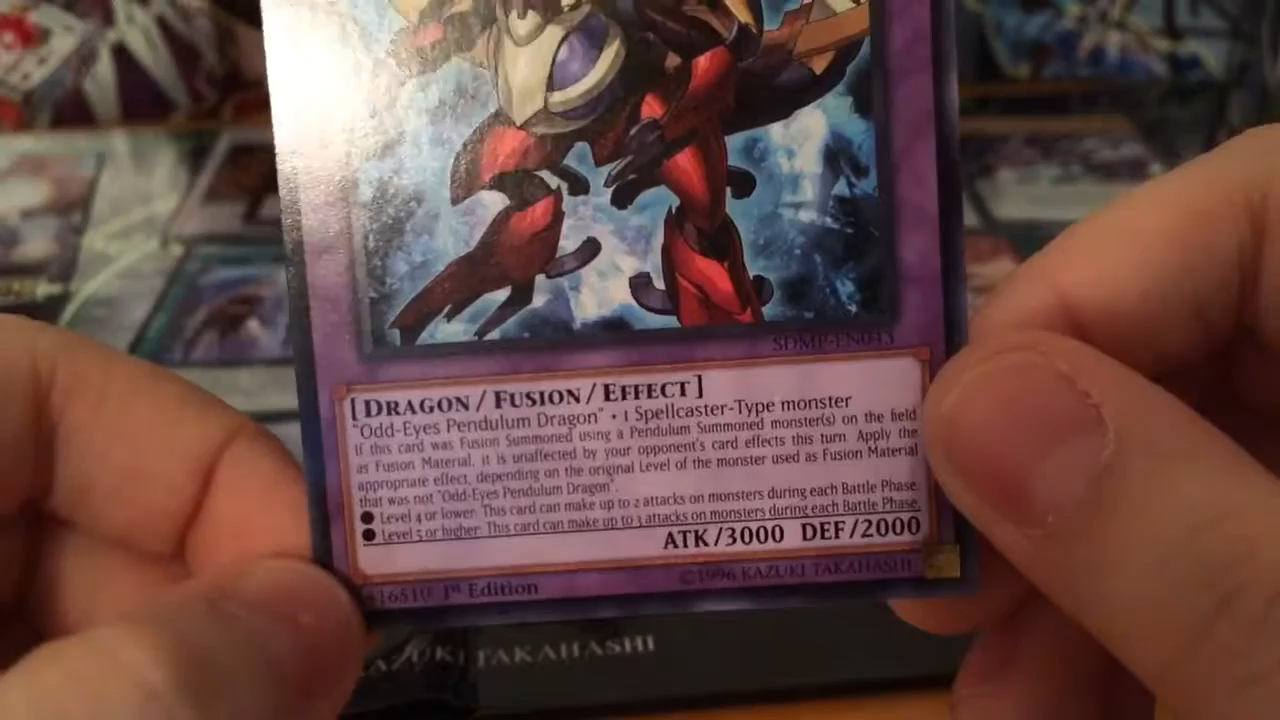 SDMP-EN043
[DRAGON / FUSION / EFFECT]
"Odd-Eyes Pendulum Dragon" • 1 Spellcaster-Type monster
If this card was Fusion Summoned using a Pendulum Summoned monster(s) on the field
as Fusion Material, it is unaffected by your opponent's card effects this turn. Apply the
appropriate effect, depending on the original Level of the monster used as Fusion Material
that was not "Odd-Eyes Pendulum Dragon".
● Level 4 or lower: This card can make up to 2 attacks on monsters during each Battle Phase.
● Level 5 or higher: This card can make up to 3 attacks on monsters during each Battle Phase.
ATK/3000 DEF/2000
1st Edition
©1996 KAZUKI TAKAHASHI
KAZUKI TAKAHASHI